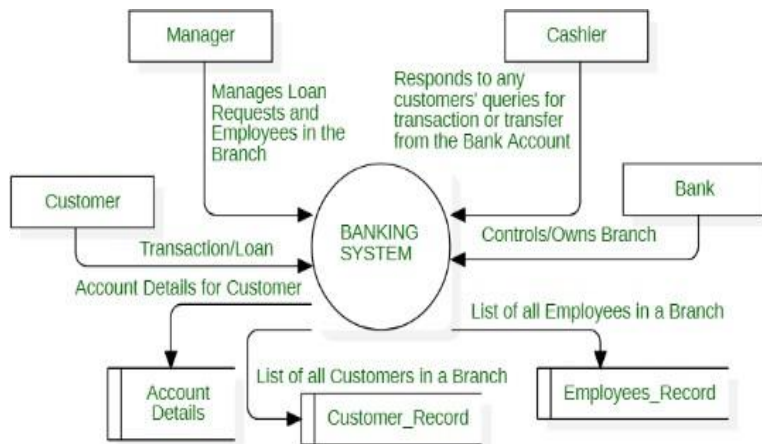 Manager
Cashier
Manages Loan
Requests and
Employees in the
Branch
Responds to any
customers' queries for
transaction or transfer
from the Bank Account
Customer
Bank
BANKING
SYSTEM
Transaction/Loan
Controls/Owns Branch
Account Details for Customer
List of all Employees in a Branch
List of all Customers in a Branch
Account
Details
Customer_Record
Employees_Record